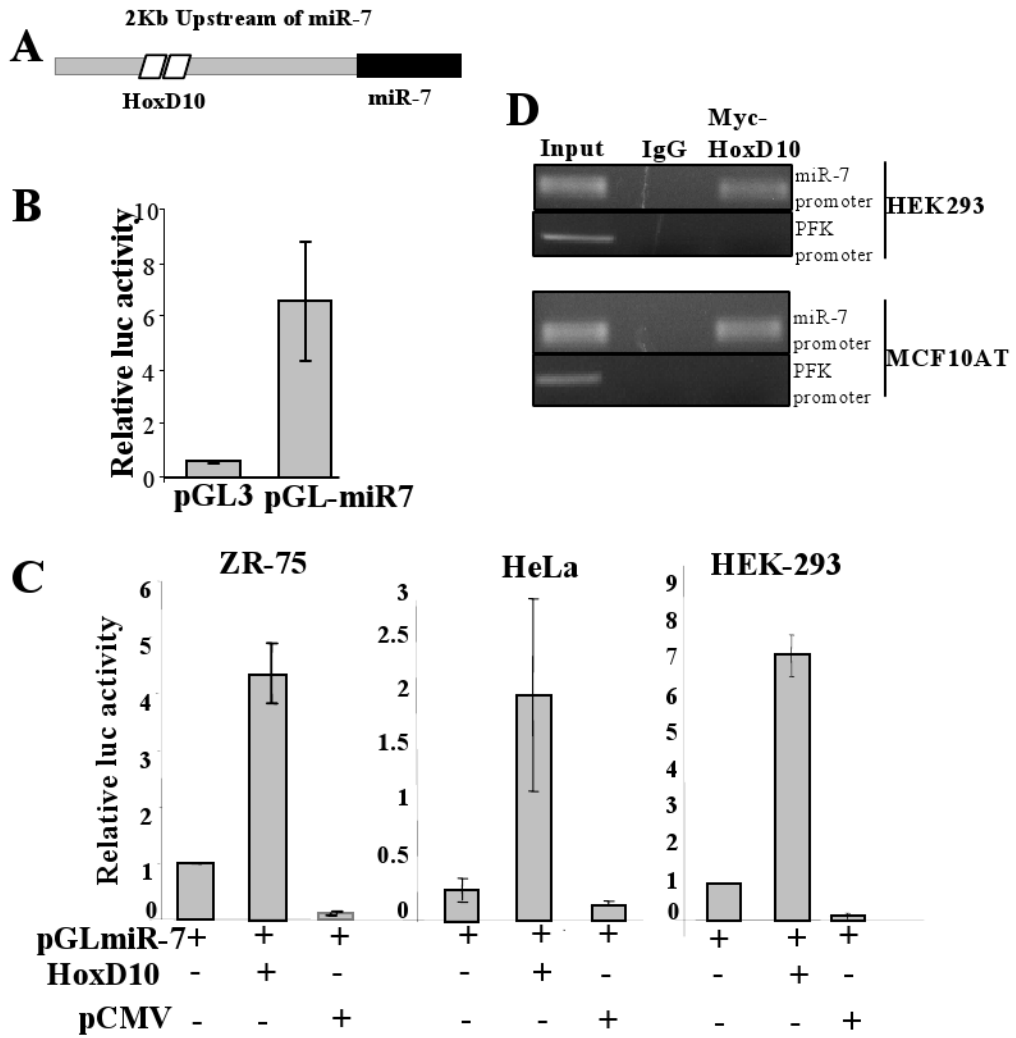 A
2Kb Upstream of miR-7
HoxD10
miR-7
B
Relative luc activity
10
8
6
4
2
0
pGL3 pGL-miR7
D
Input IgG Myc-
HoxD10
miR-7
promoter
PFK
promoter
HEK293
miR-7
promoter
PFK
promoter
MCF10AT
C
ZR-75
Relative luc activity
6
5
4
3
2
1
0
HeLa
3
2.5
2
1.5
1
0.5
0
HEK-293
9
8
7
6
5
4
3
2
1
0
pGLmiR-7 + + + + + + + + +
HoxD10 - + - - + - - + -
pCMV - - + - - + - - +